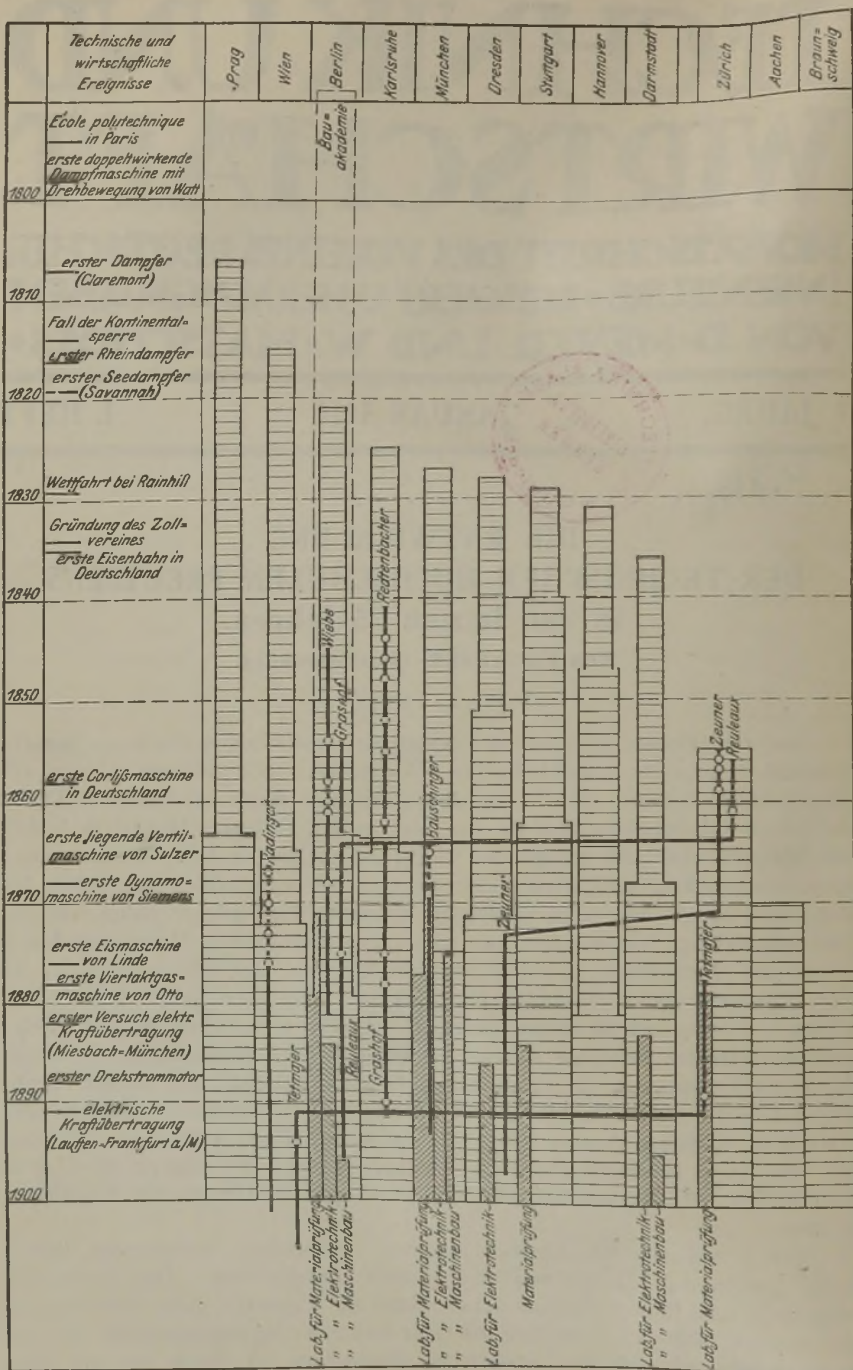 Technische und
wirtschaftliche
Ereignisse
Prag
Wien
Berlin
Karlsruhe
München
Dresden
Stuttgart
Hannover
Darmstadt
Zürich
Aachen
Braun=
schweig
Bau=
akademie
Ecole polytechnique
in Paris
erste doppeltwirkende
Dampfmaschine mit
Drehbewegung von Watt
1800
erster Dampfer
(Claremont)
1810
Fall der Kontinental=
sperre
erster Rheindampfer
erster Seedampfer
(Savannah)
1820
Wettfahrt bei Rainhill
1830
Gründung des Zoll=
vereines
erste Eisenbahn in
Deutschland
1840
Wiebe
Redtenbacher
1850
Grashof
Zeuner
Reuleaux
erste Corlißmaschine
in Deutschland
1860
Radinger
Bauschinger
erste liegende Ventil=
maschine von Sulzer
erste Dynamo=
maschine von Siemens
1870
Zeuner
Tetmajer
erste Eismaschine
von Linde
erste Viertaktgas=
maschine von Otto
1880
erster Versuch elektr.
Kraftübertragung
(Miesbach=München)
Reuleaux
Grashof
Tetmajer
erster Drehstrommotor
1890
elektrische
Kraftübertragung
(Lauffen=Frankfurt a/M)
1900
Lab. für Materialprüfung
" " Elektrotechnik
" " Maschinenbau
Lab. für Materialprüfung
" " Elektrotechnik
" " Maschinenbau
Lab. für Elektrotechnik
Materialprüfung
Lab. für Elektrotechnik
" " Maschinenbau
Lab. für Materialprüfung